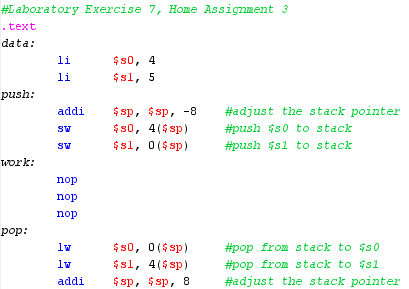 #Laboratory Exercise 7, Home Assignment 3
.text
data:
li $s0, 4
li $s1, 5
push:
addi $sp, $sp, -8 #adjust the stack pointer
sw $s0, 4($sp) #push $s0 to stack
sw $s1, 0($sp) #push $s1 to stack
work:
nop
nop
nop
pop:
lw $s0, 0($sp) #pop from stack to $s0
lw $s1, 4($sp) #pop from stack to $s1
addi $sp, $sp, 8 #adjust the stack pointer